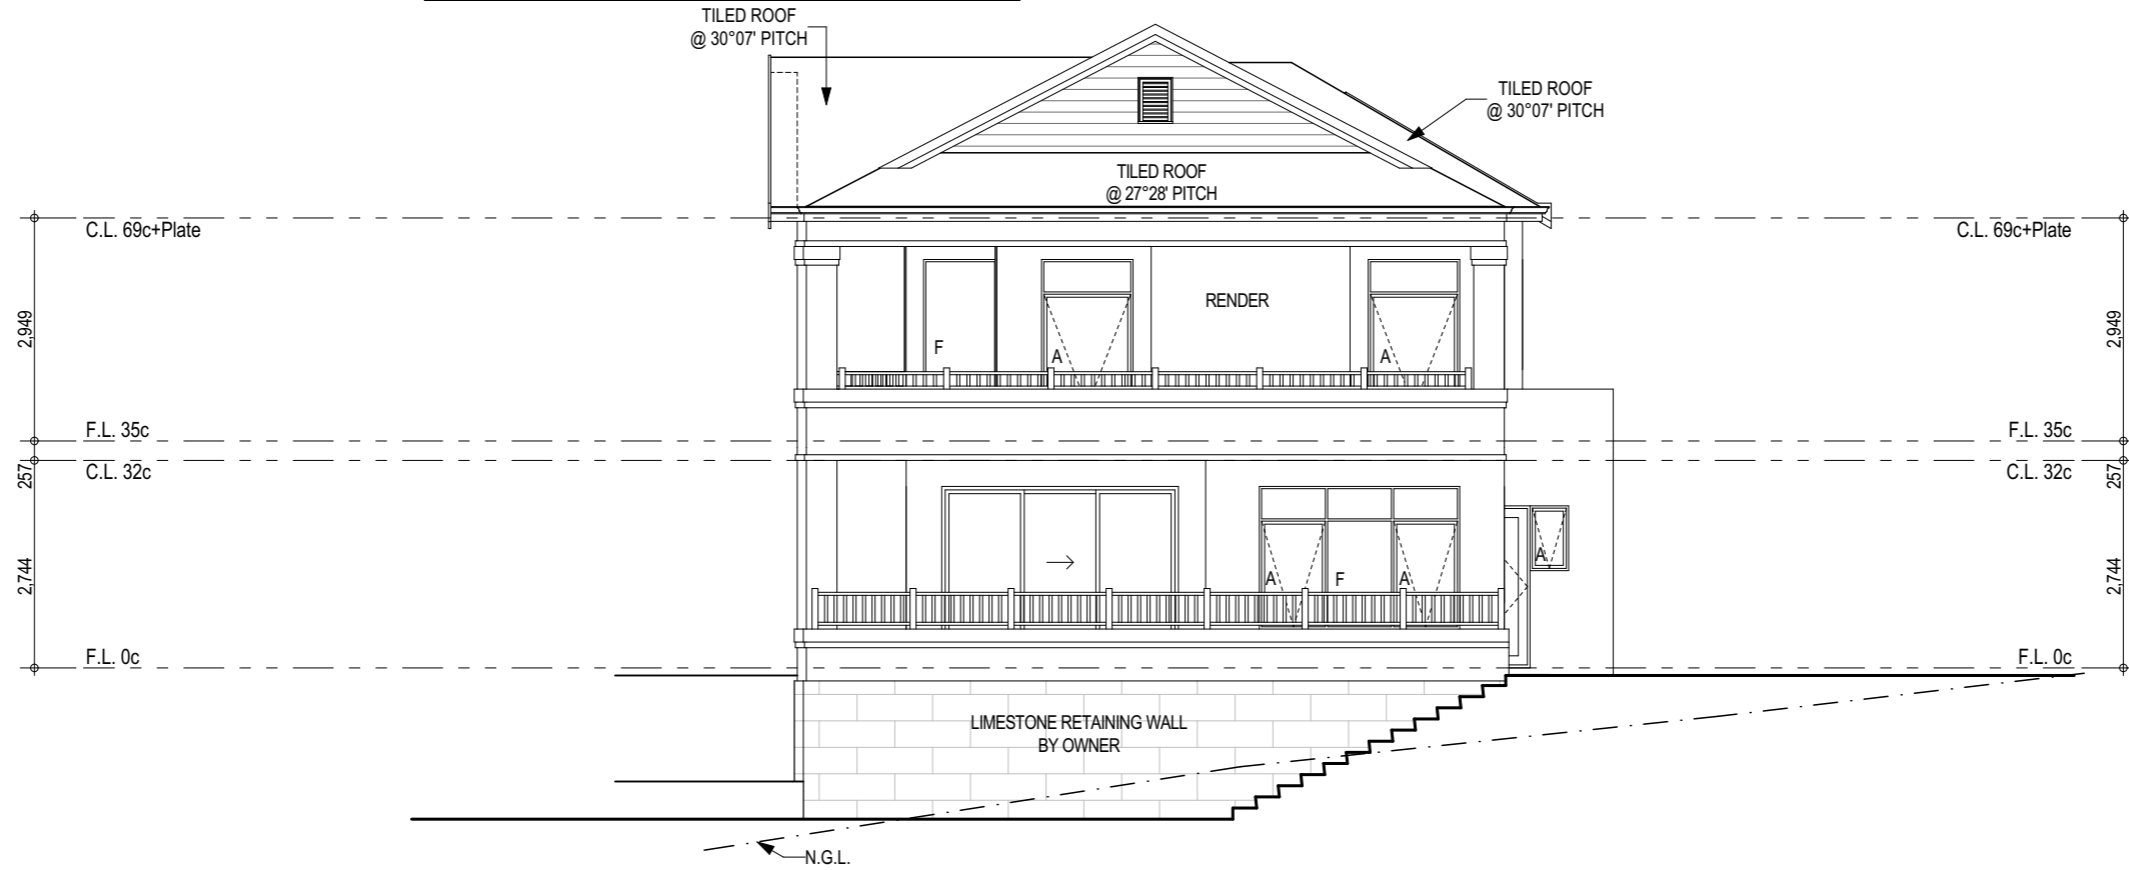 TILED ROOF
@ 30°07' PITCH
TILED ROOF
@ 30°07' PITCH
TILED ROOF
@ 27°28' PITCH
C.L. 69c+Plate
C.L. 69c+Plate
2,949
RENDER
2,949
F
A
A
F.L. 35c
F.L. 35c
257
C.L. 32c
C.L. 32c
257
2,744
A
F
A
A
2,744
F.L. 0c
F.L. 0c
LIMESTONE RETAINING WALL
BY OWNER
N.G.L.